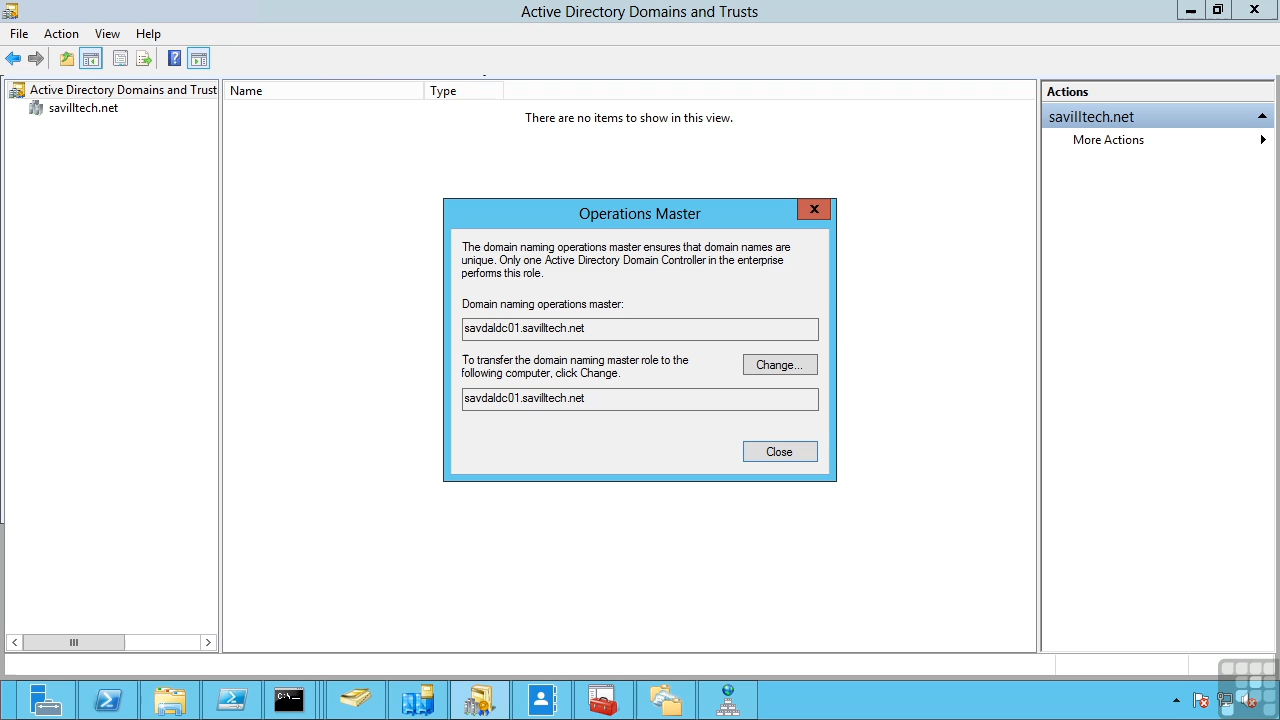 Active Directory Domains and Trusts
File Action View Help
Active Directory Domains and Trust
savilltech.net
Name Type
There are no items to show in this view.
Actions
savilltech.net
More Actions
Operations Master
The domain naming operations master ensures that domain names are
unique. Only one Active Directory Domain Controller in the enterprise
performs this role.
Domain naming operations master:
savdaldc01.savilltech.net
To transfer the domain naming master role to the
following computer, click Change.
Change...
savdaldc01.savilltech.net
Close